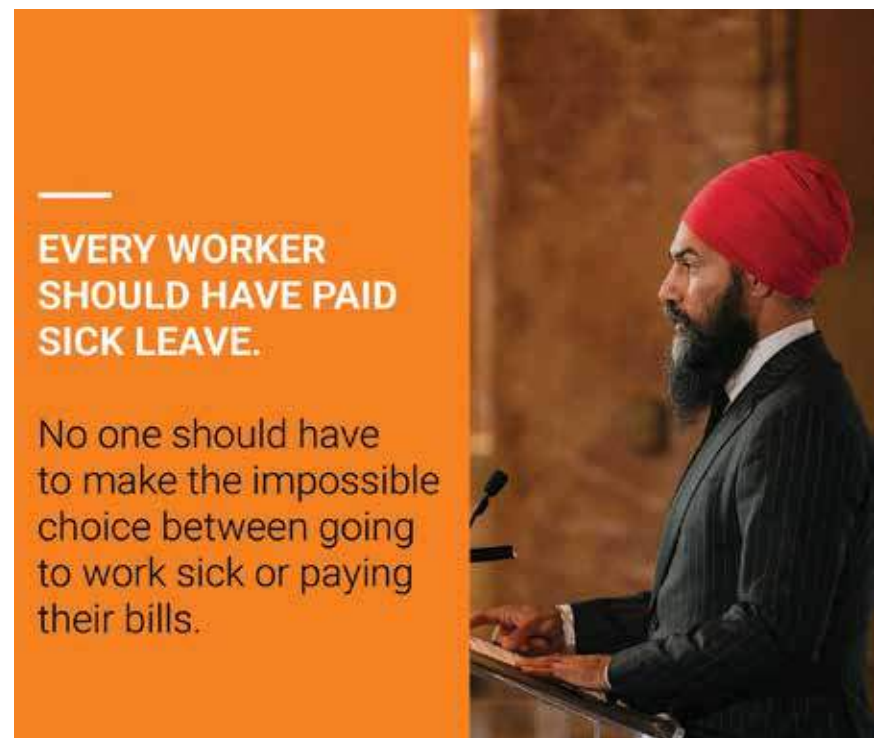 EVERY WORKER
SHOULD HAVE PAID
SICK LEAVE.
No one should have
to make the impossible
choice between going
to work sick or paying
their bills.